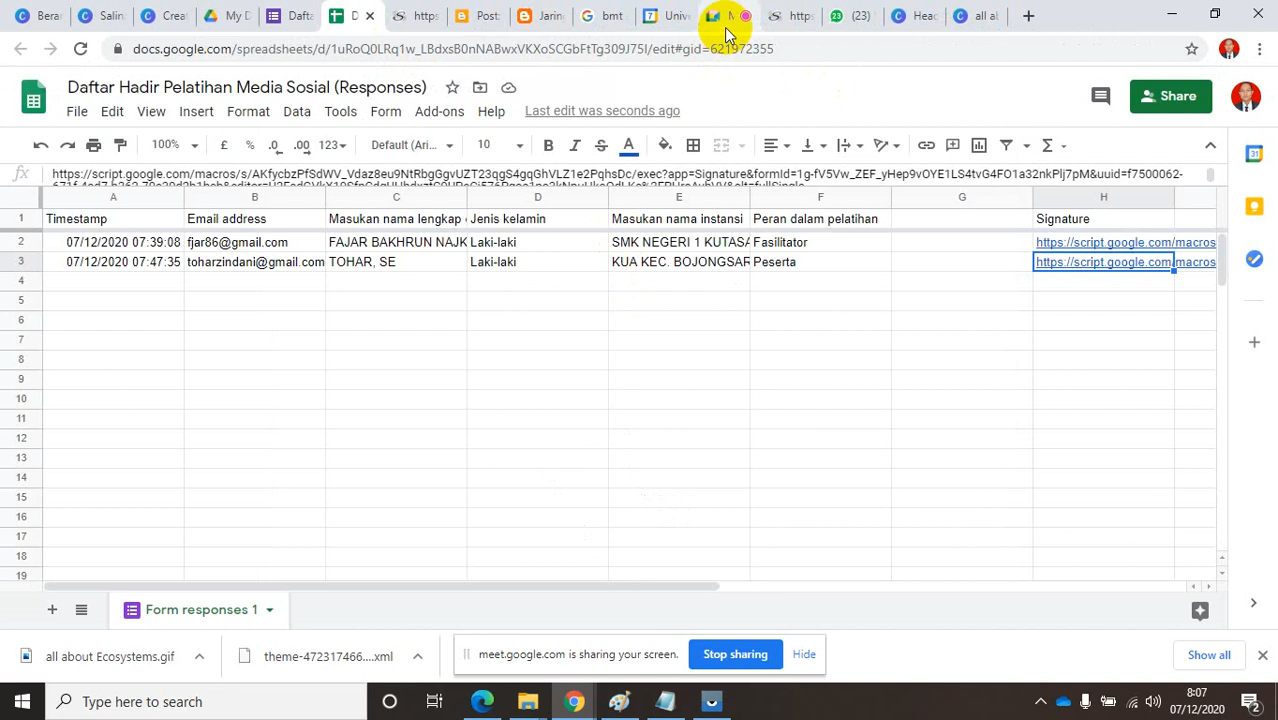 Bera
Salin
Creat
My D
Dafta
D
https
Post:
Jarin
bmt
7 Univ
M
https
(23)
Heac
all ab
docs.google.com/spreadsheets/d/1uRoQ0LRq1w_LBdxsB0nNABwxVKXoSCGbFtTg309J75I/edit#gid=621972355
Daftar Hadir Pelatihan Media Sosial (Responses)
File Edit View Insert Format Data Tools Form Add-ons Help Last edit was seconds ago
Share
100% £ % .0 .00 123 Default (Ari... 10 B I S A
fx https://script.google.com/macros/s/AKfycbzPfSdWV_Vdaz8eu9NtRbgGgvUZT23qgS4gqGhVLZ1e2PqhsDc/exec?app=Signature&formId=1g-fV5Vw_ZEF_yHep9vOYE1LS4tvG4FO1a32nkPlj7pM&uuid=f7500062-
A B C D E F G H
1 Timestamp Email address Masukan nama lengkap Jenis kelamin Masukan nama instansi Peran dalam pelatihan Signature
2 07/12/2020 07:39:08 fjar86@gmail.com FAJAR BAKHRUN NAJK Laki-laki SMK NEGERI 1 KUTASA Fasilitator https://script.google.com/macros
3 07/12/2020 07:47:35 toharzindani@gmail.com TOHAR, SE Laki-laki KUA KEC. BOJONGSAR Peserta https://script.google.com/macros
4
5
6
7
8
9
10
11
12
13
14
15
16
17
18
19
Form responses 1
all about Ecosystems.gif
theme-472317466....xml
meet.google.com is sharing your screen. Stop sharing Hide
Show all
Type here to search
8:07
07/12/2020
2